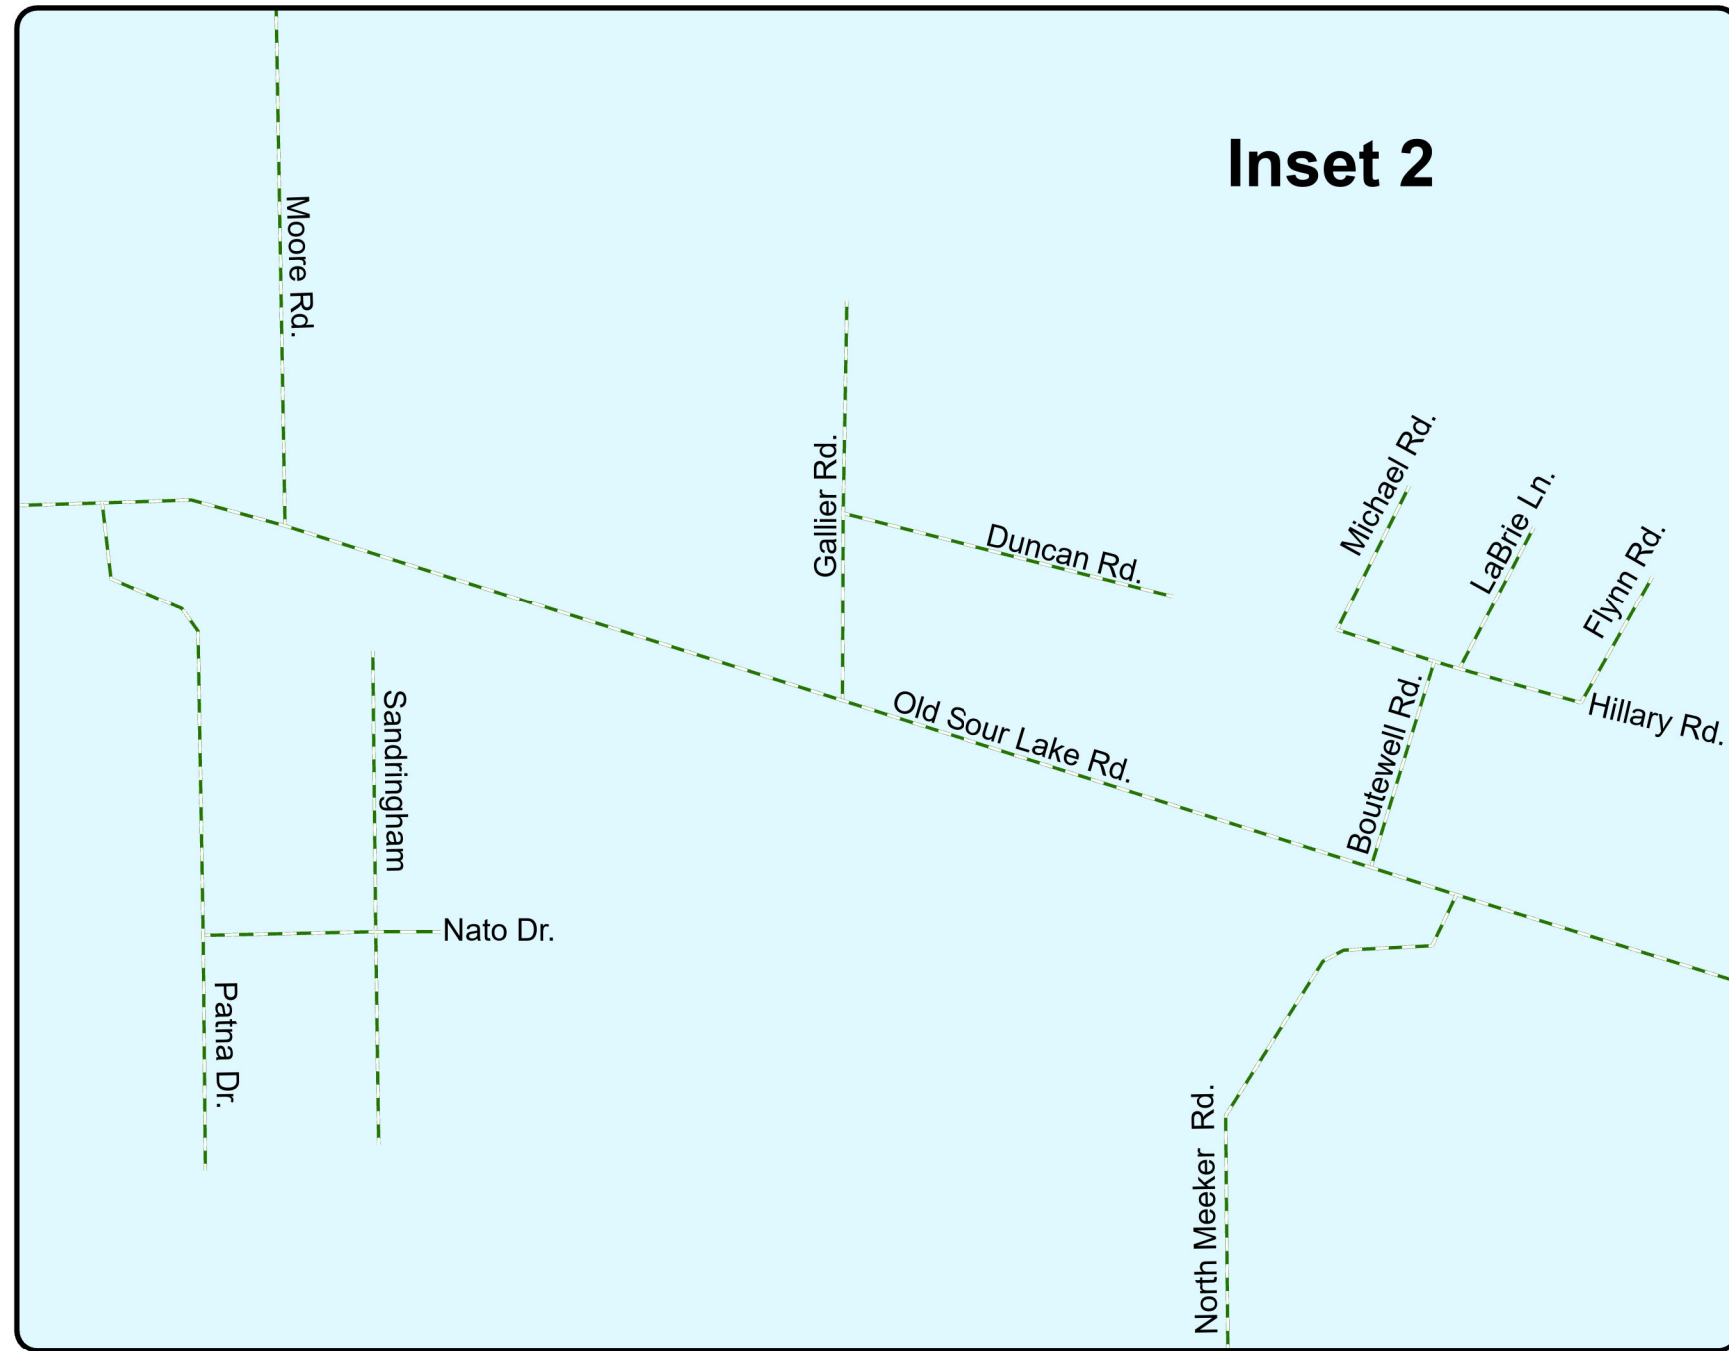 Inset 2
Moore Rd.
Gallier Rd.
Duncan Rd.
Michael Rd.
LaBrie Ln.
Flynn Rd.
Hillary Rd.
Boutewell Rd.
Old Sour Lake Rd.
Sandringham
Nato Dr.
Patna Dr.
North Meeker Rd.